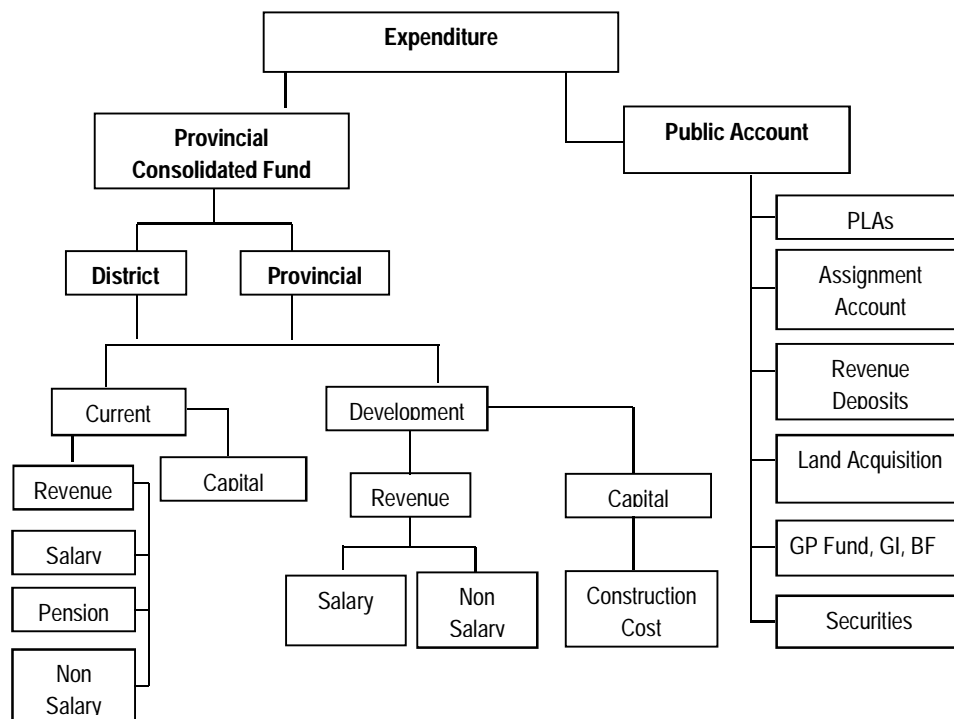 Expenditure
Provincial
Consolidated Fund
Public Account
District
Provincial
PLAs
Assignment
Account
Revenue
Deposits
Land Acquisition
GP Fund, GI, BF
Securities
Current
Development
Revenue
Capital
Salary
Pension
Non
Salary
Revenue
Capital
Salary
Non
Salary
Construction
Cost